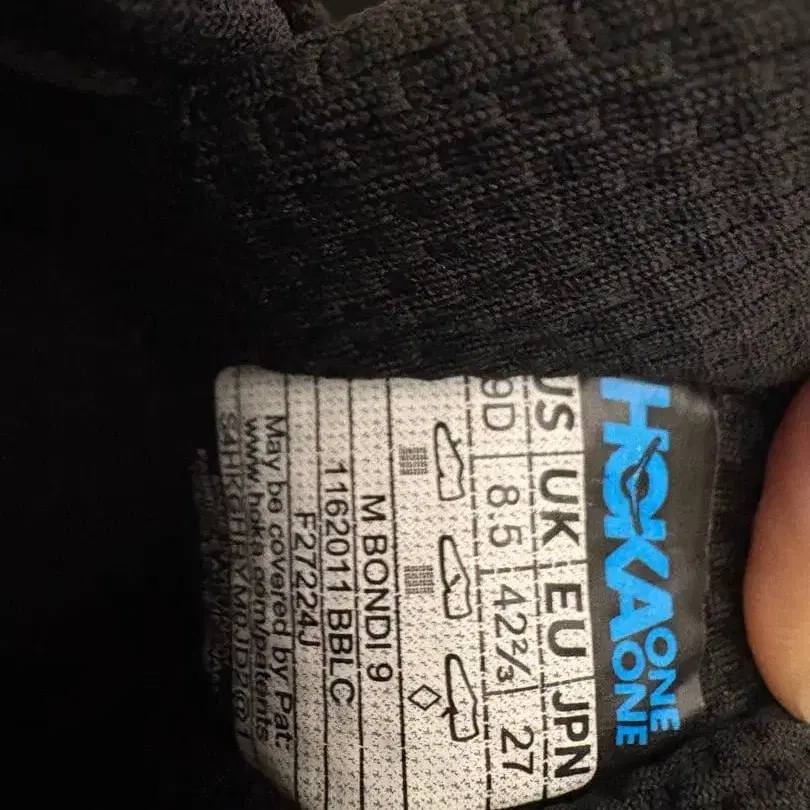 HOKA ONE ONE
US UK EU JPN
9D 8.5 42⅔ 27
M BONDI 9
1162011 BBLC
F27224J
May be covered by Pat:
www.hoka.com/patents